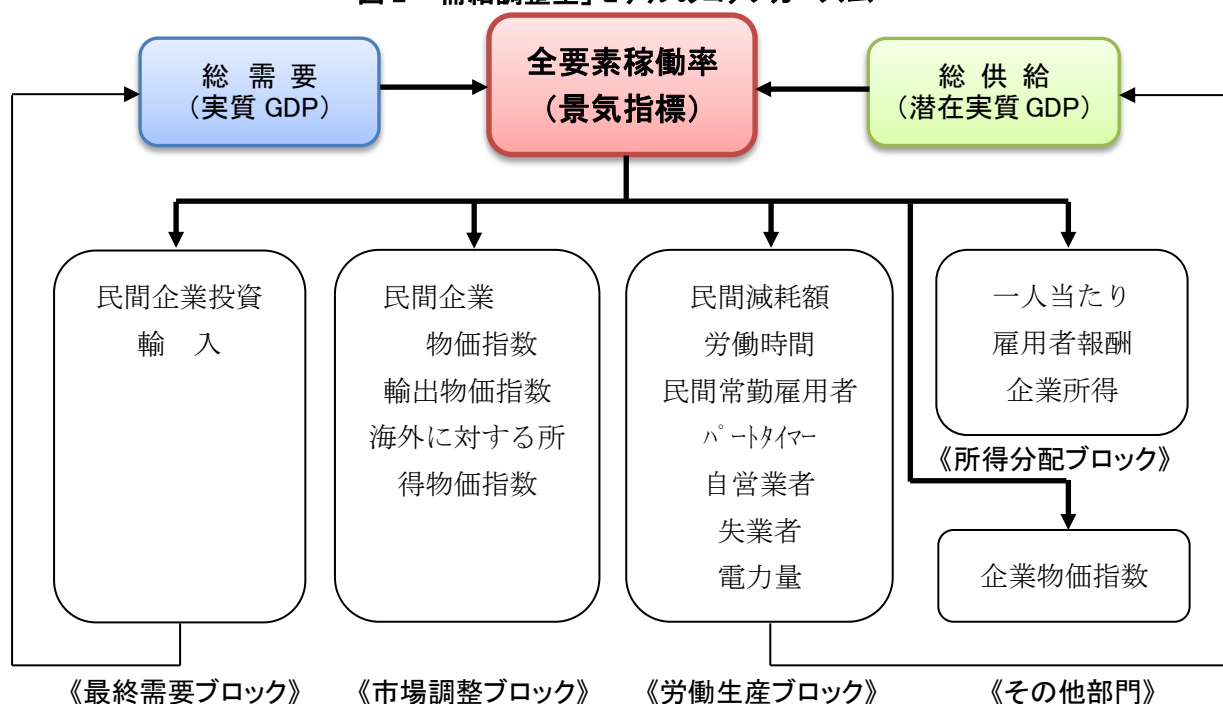 総 需 要
（実質 GDP）
全要素稼働率
（景気指標）
総 供 給
（潜在実質 GDP）
民間企業投資
輸　入
民間企業
物価指数
輸出物価指数
海外に対する所
得物価指数
民間減耗額
労働時間
民間常勤雇用者
ﾊﾟｰﾄﾀｲﾏｰ
自営業者
失業者
電力量
一人当たり
雇用者報酬
企業所得
《所得分配ブロック》
企業物価指数
《最終需要ブロック》
《市場調整ブロック》
《労働生産ブロック》
《その他部門》